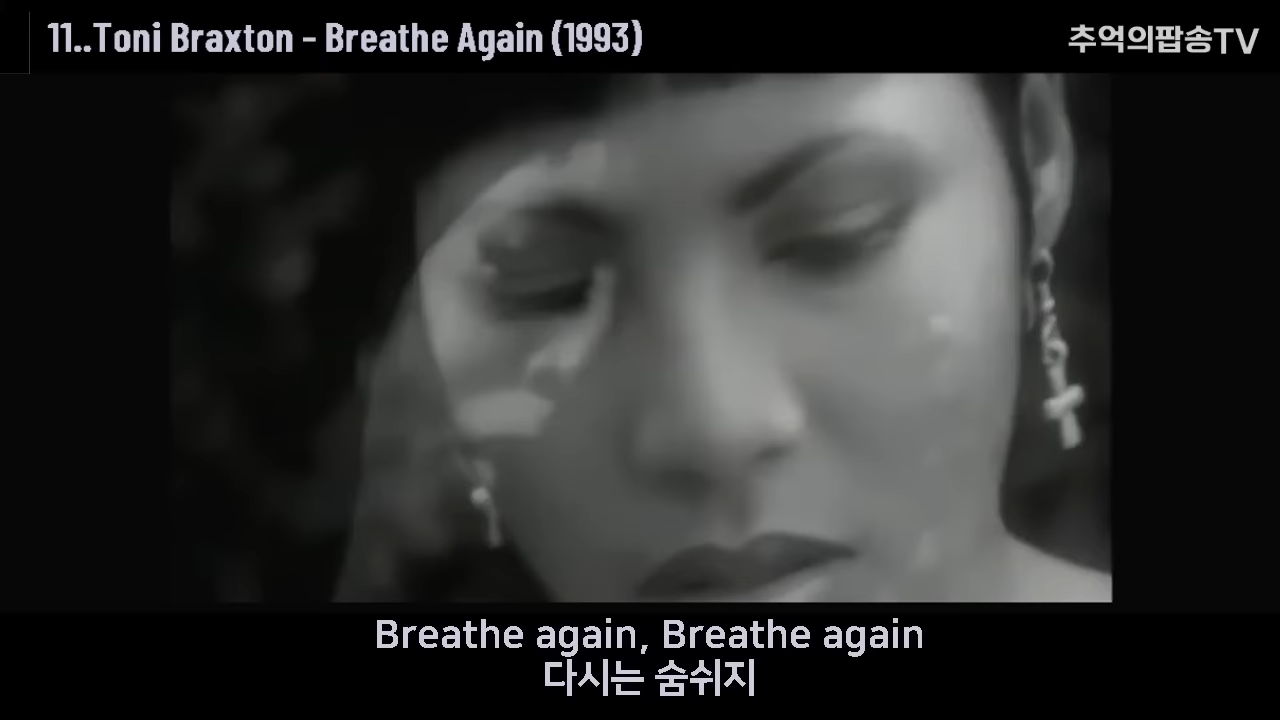 11..Toni Braxton - Breathe Again (1993)
추억의팝송TV
Breathe again, Breathe again
다시는 숨쉬지